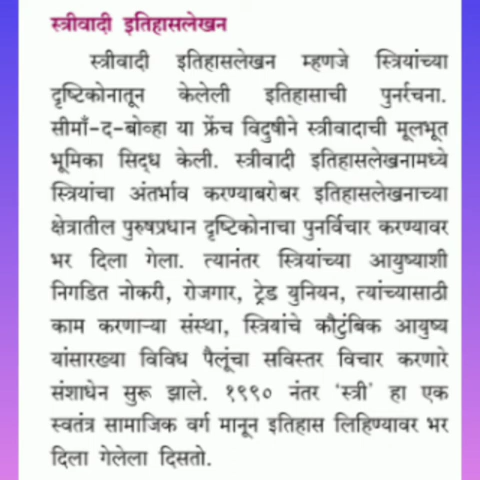 स्त्रीवादी इतिहासलेखन
स्त्रीवादी इतिहासलेखन म्हणजे स्त्रियांच्या
दृष्टिकोनातून केलेली इतिहासाची पुनर्रचना.
सीमाँ-द-बोव्हा या फ्रेंच विदुषीने स्त्रीवादाची मूलभूत
भूमिका सिद्ध केली. स्त्रीवादी इतिहासलेखनामध्ये
स्त्रियांचा अंतर्भाव करण्याबरोबर इतिहासलेखनाच्या
क्षेत्रातील पुरुषप्रधान दृष्टिकोनाचा पुनर्विचार करण्यावर
भर दिला गेला. त्यानंतर स्त्रियांच्या आयुष्याशी
निगडित नोकरी, रोजगार, ट्रेड युनियन, त्यांच्यासाठी
काम करणाऱ्या संस्था, स्त्रियांचे कौटुंबिक आयुष्य
यांसारख्या विविध पैलूंचा सविस्तर विचार करणारे
संशाधेन सुरू झाले. १९९० नंतर ‘स्त्री’ हा एक
स्वतंत्र सामाजिक वर्ग मानून इतिहास लिहिण्यावर भर
दिला गेलेला दिसतो.